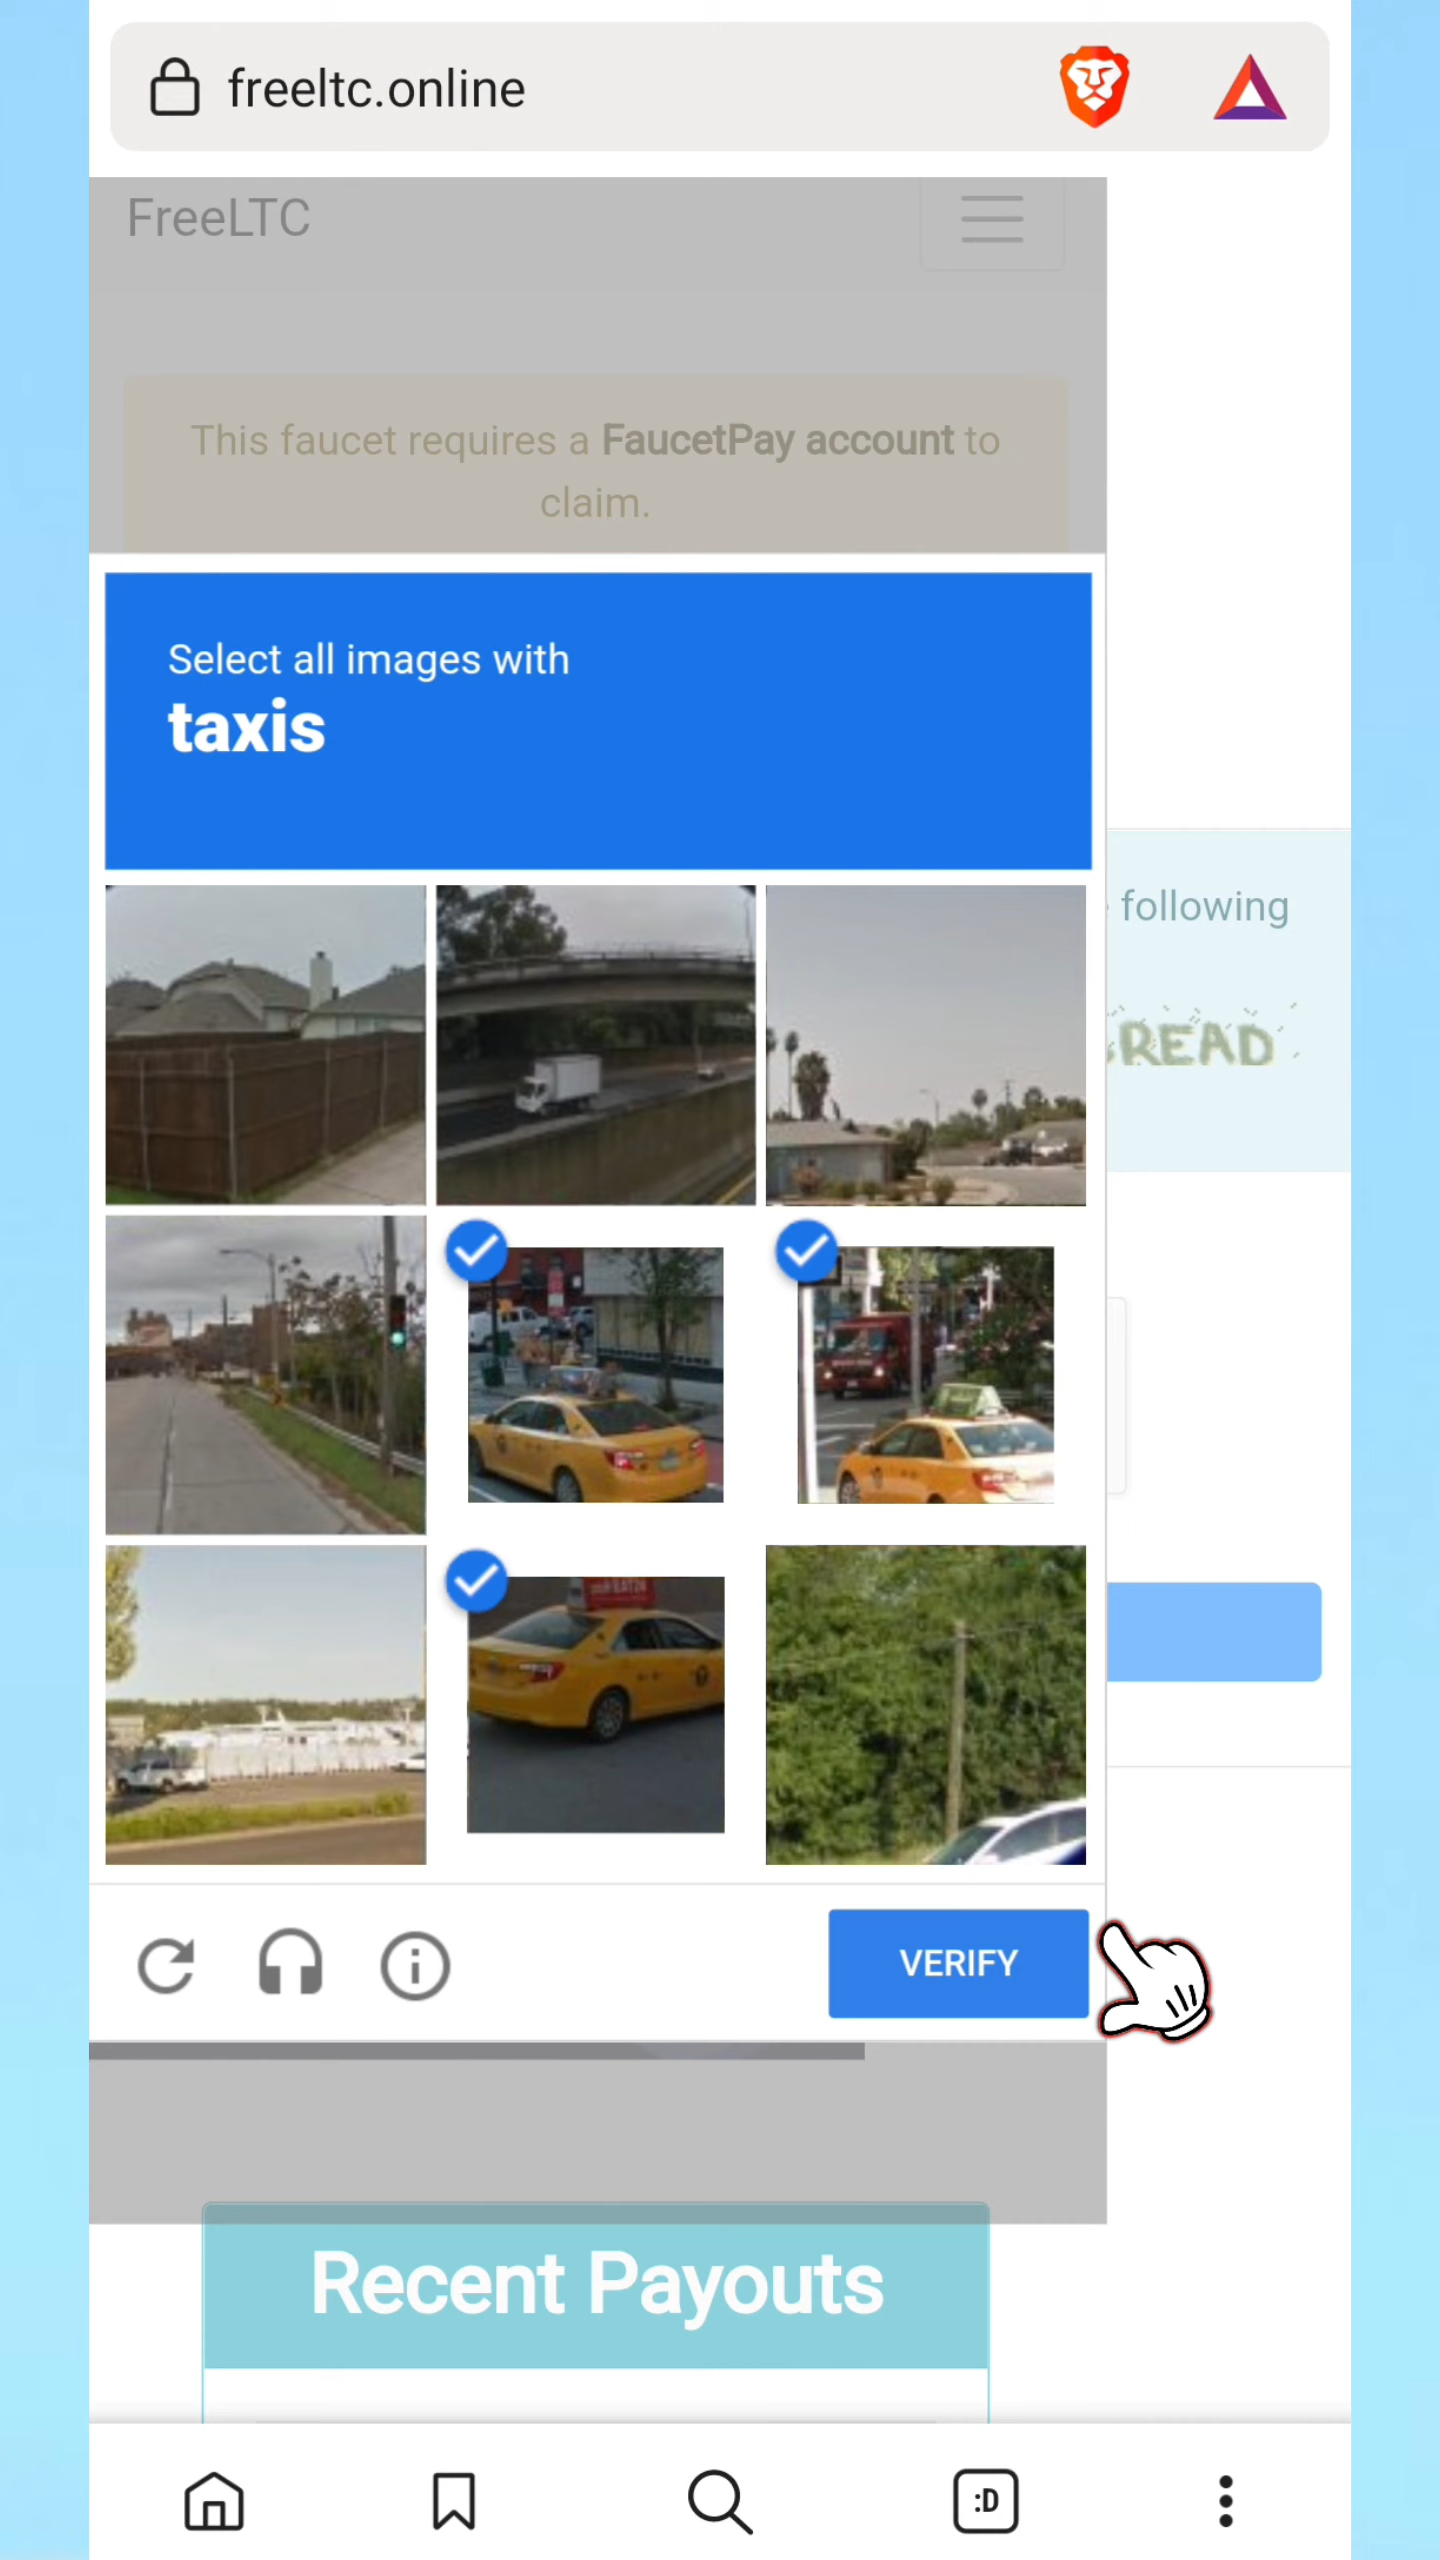 freeltc.online
FreeLTC
This faucet requires a FaucetPay account to
claim.
Select all images with
taxis
following
READ
VERIFY
Recent Payouts
:D